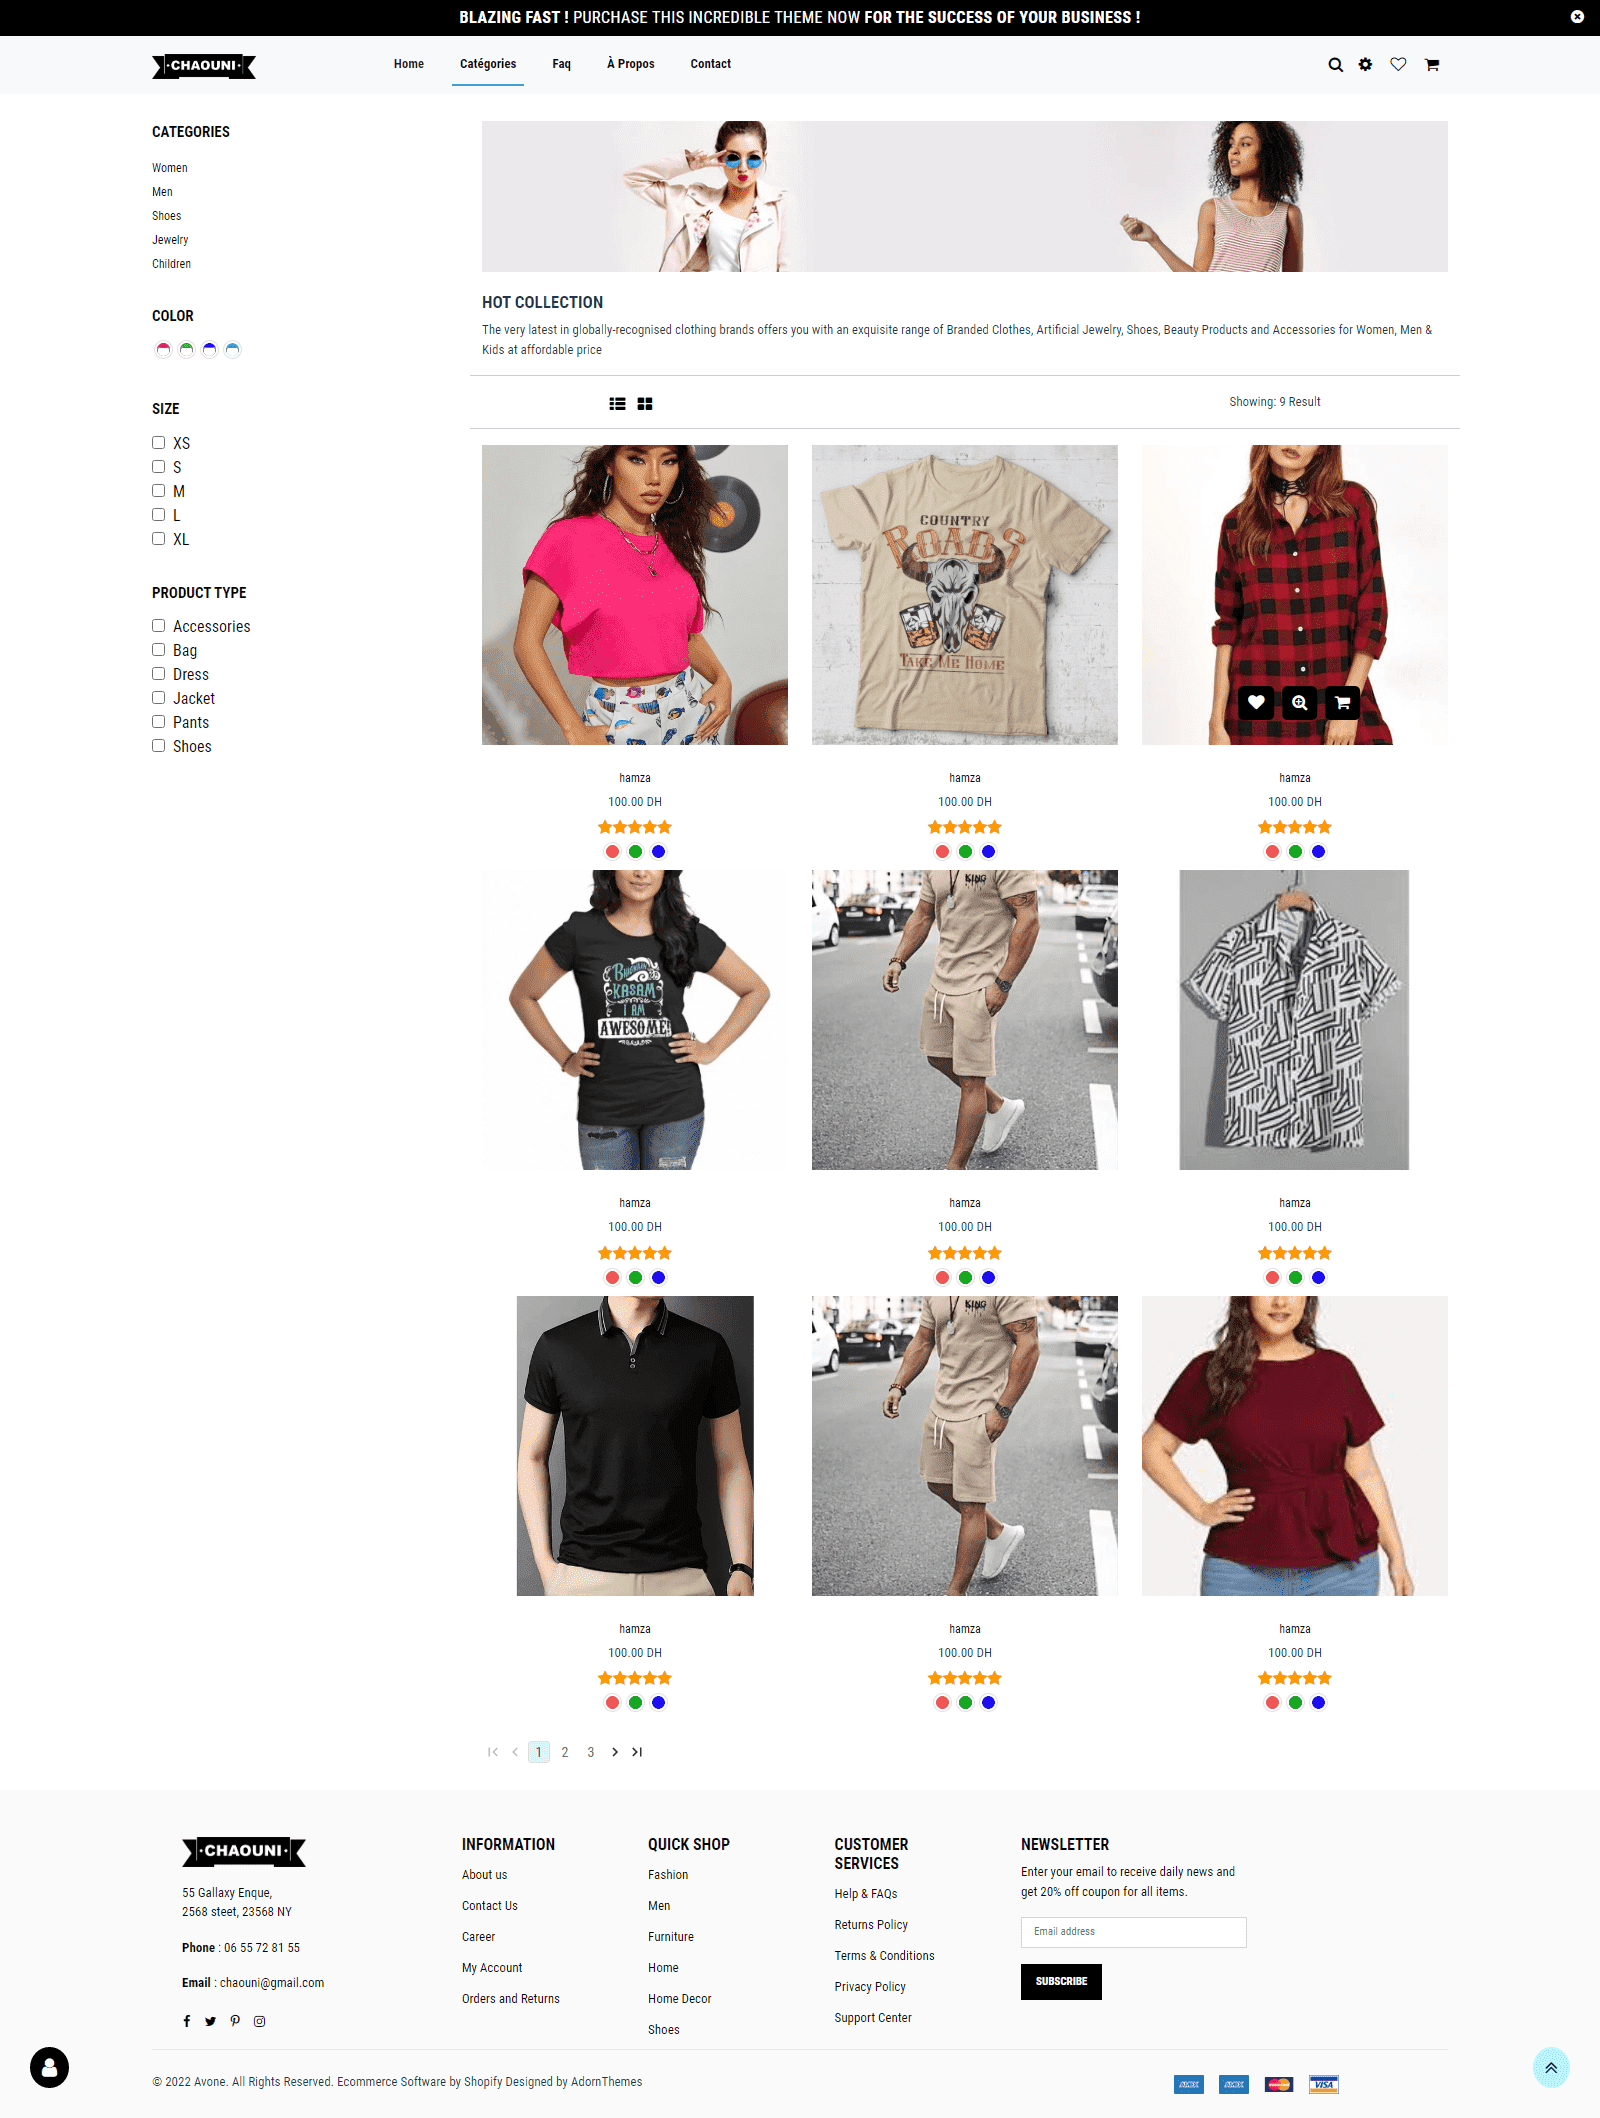 BLAZING FAST ! PURCHASE THIS INCREDIBLE THEME NOW FOR THE SUCCESS OF YOUR BUSINESS !
CHAOUNI
Home
Catégories
Faq
À Propos
Contact
CATEGORIES
Women
Men
Shoes
Jewelry
Children
COLOR
SIZE
XS
S
M
L
XL
PRODUCT TYPE
Accessories
Bag
Dress
Jacket
Pants
Shoes
HOT COLLECTION
The very latest in globally-recognised clothing brands offers you with an exquisite range of Branded Clothes, Artificial Jewelry, Shoes, Beauty Products and Accessories for Women, Men &
Kids at affordable price
Showing: 9 Result
COUNTRY
ROADS
TAKE ME HOME
hamza
100.00 DH
hamza
100.00 DH
hamza
100.00 DH
BHAGWAAN
KASAM
I AM
AWESOME!
KING
hamza
100.00 DH
hamza
100.00 DH
hamza
100.00 DH
KING
hamza
100.00 DH
hamza
100.00 DH
hamza
100.00 DH
1 2 3
CHAOUNI
55 Gallaxy Enque,
2568 steet, 23568 NY
Phone : 06 55 72 81 55
Email : chaouni@gmail.com
INFORMATION
About us
Contact Us
Career
My Account
Orders and Returns
QUICK SHOP
Fashion
Men
Furniture
Home
Home Decor
Shoes
CUSTOMER
SERVICES
Help & FAQs
Returns Policy
Terms & Conditions
Privacy Policy
Support Center
NEWSLETTER
Enter your email to receive daily news and
get 20% off coupon for all items.
Email address
SUBSCRIBE
© 2022 Avone. All Rights Reserved. Ecommerce Software by Shopify Designed by AdornThemes
AMEX
AMEX
MasterCard
VISA